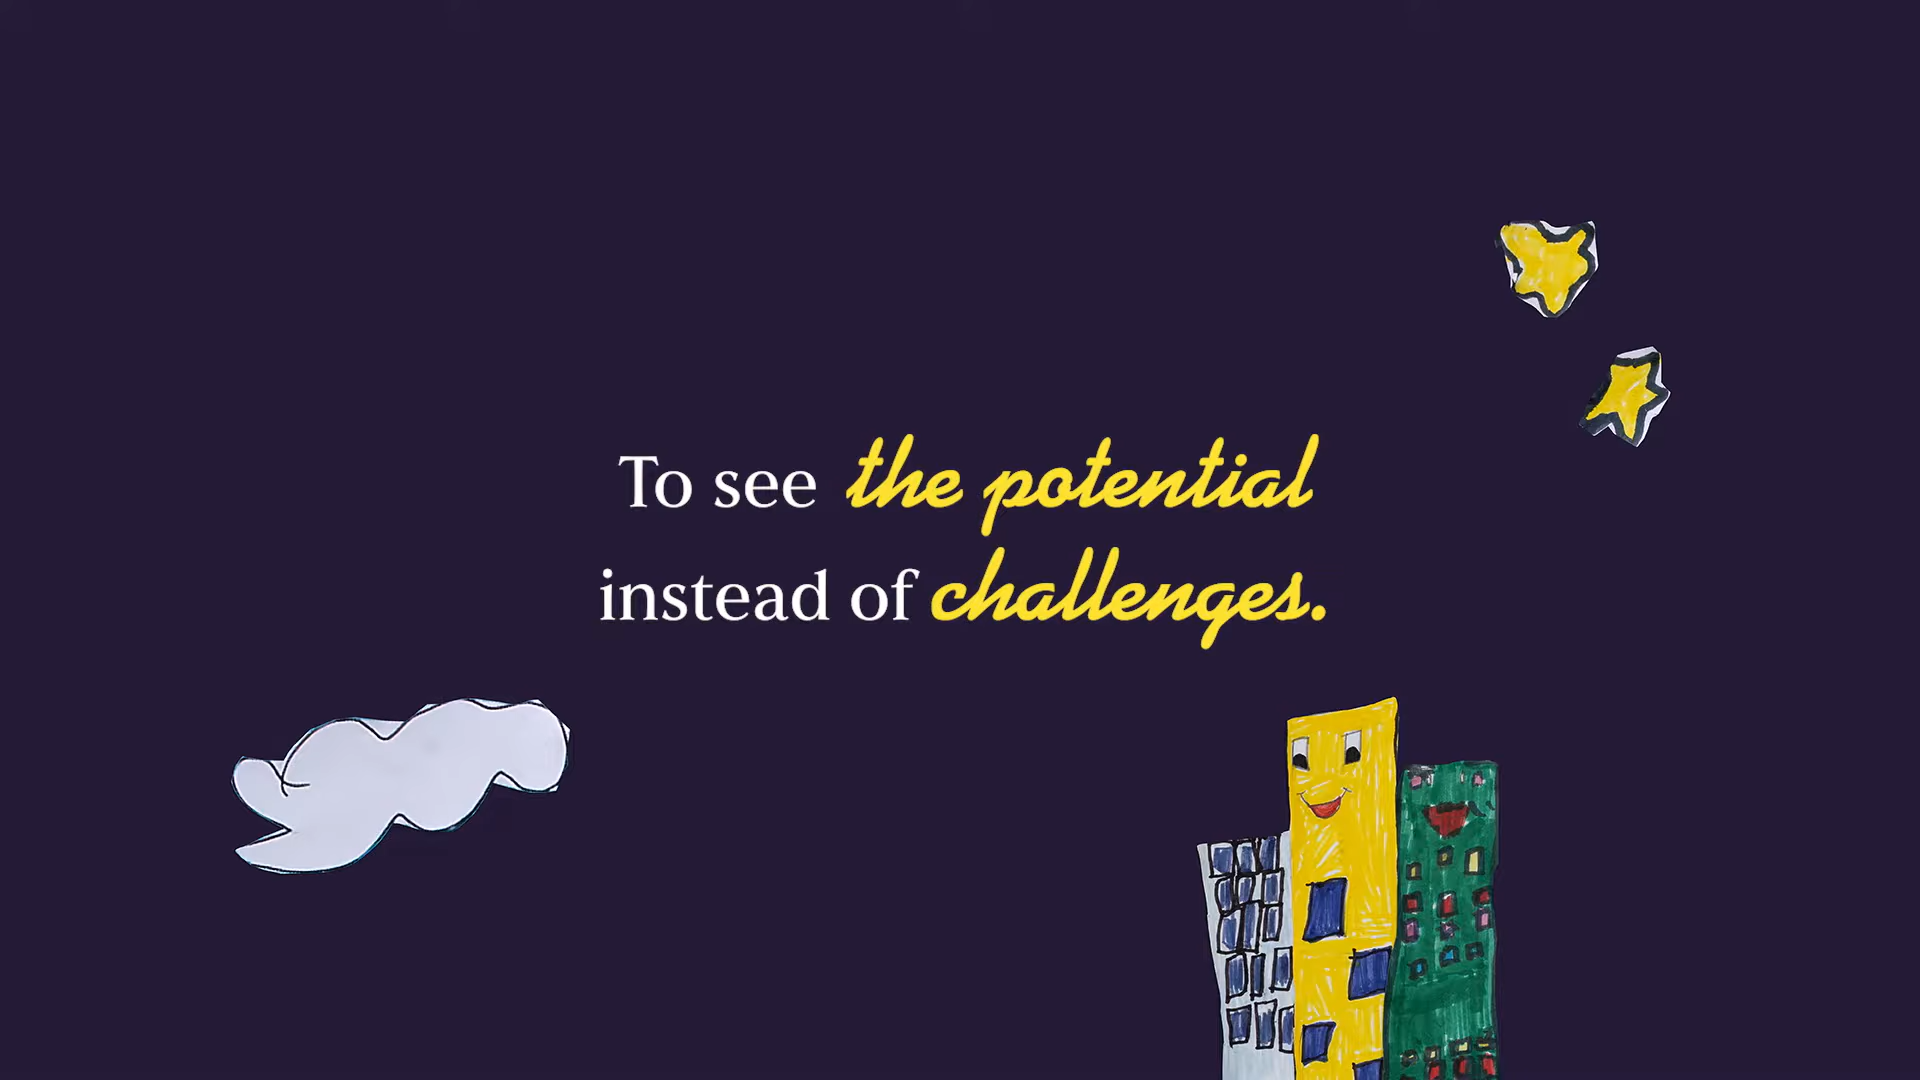 To see the potential
instead of challenges.